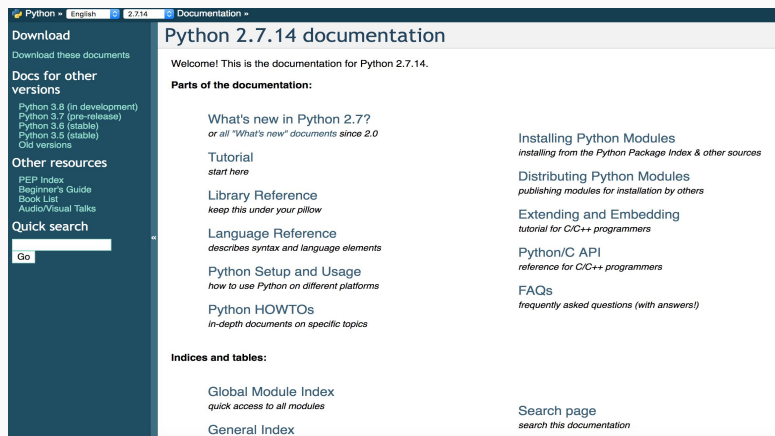 Python » English 2.7.14 Documentation »
Download
Download these documents
Docs for other
versions
Python 3.8 (in development)
Python 3.7 (pre-release)
Python 3.6 (stable)
Python 3.5 (stable)
Old versions
Other resources
PEP Index
Beginner's Guide
Book List
Audio/Visual Talks
Quick search
Go
«
Python 2.7.14 documentation
Welcome! This is the documentation for Python 2.7.14.
Parts of the documentation:
What's new in Python 2.7?
or all "What's new" documents since 2.0
Tutorial
start here
Library Reference
keep this under your pillow
Language Reference
describes syntax and language elements
Python Setup and Usage
how to use Python on different platforms
Python HOWTOs
in-depth documents on specific topics
Installing Python Modules
installing from the Python Package Index & other sources
Distributing Python Modules
publishing modules for installation by others
Extending and Embedding
tutorial for C/C++ programmers
Python/C API
reference for C/C++ programmers
FAQs
frequently asked questions (with answers!)
Indices and tables:
Global Module Index
quick access to all modules
General Index
Search page
search this documentation